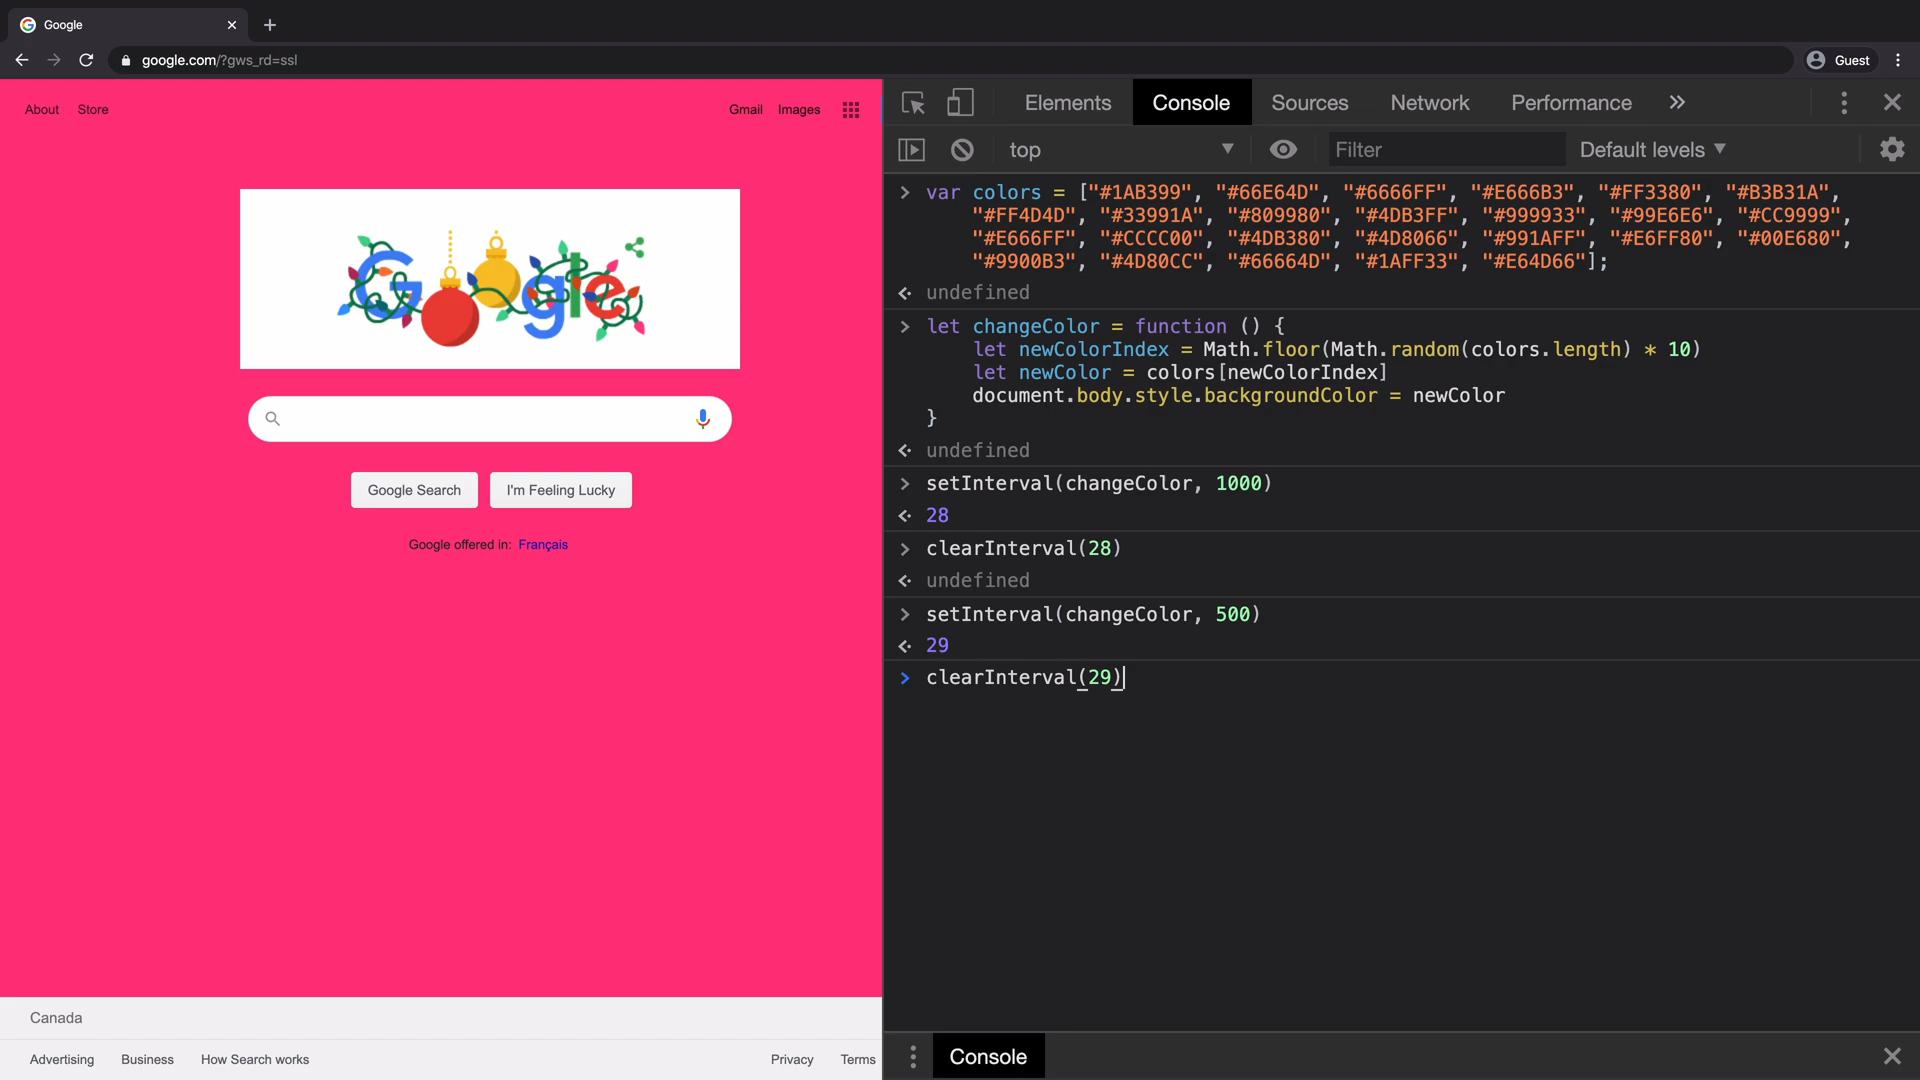 Google
google.com/?gws_rd=ssl
Guest
About Store
Gmail Images
Google
Google Search
I'm Feeling Lucky
Google offered in: Français
Canada
Advertising Business How Search works
Privacy Terms
Elements Console Sources Network Performance
top
Filter
Default levels
var colors = ["#1AB399", "#66E64D", "#6666FF", "#E666B3", "#FF3380", "#B3B31A",
"#FF4D4D", "#33991A", "#809980", "#4DB3FF", "#999933", "#99E6E6", "#CC9999",
"#E666FF", "#CCCC00", "#4DB380", "#4D8066", "#991AFF", "#E6FF80", "#00E680",
"#9900B3", "#4D80CC", "#66664D", "#1AFF33", "#E64D66"];
undefined
let changeColor = function () {
let newColorIndex = Math.floor(Math.random(colors.length) * 10)
let newColor = colors[newColorIndex]
document.body.style.backgroundColor = newColor
}
undefined
setInterval(changeColor, 1000)
28
clearInterval(28)
undefined
setInterval(changeColor, 500)
29
clearInterval(29)
Console